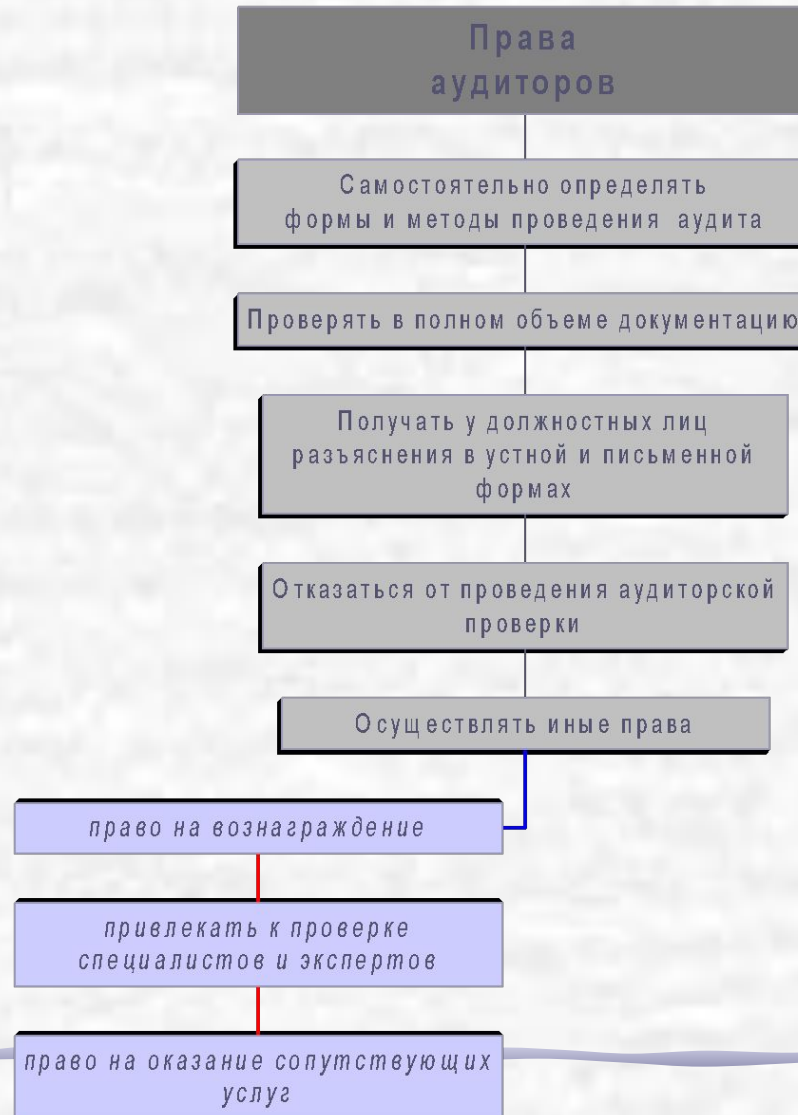 Права
аудиторов
Самостоятельно определять
формы и методы проведения аудита
Проверять в полном объеме документацию
Получать у должностных лиц
разъяснения в устной и письменной
формах
Отказаться от проведения аудиторской
проверки
Осуществлять иные права
право на вознаграждение
привлекать к проверке
специалистов и экспертов
право на оказание сопутствующих
услуг